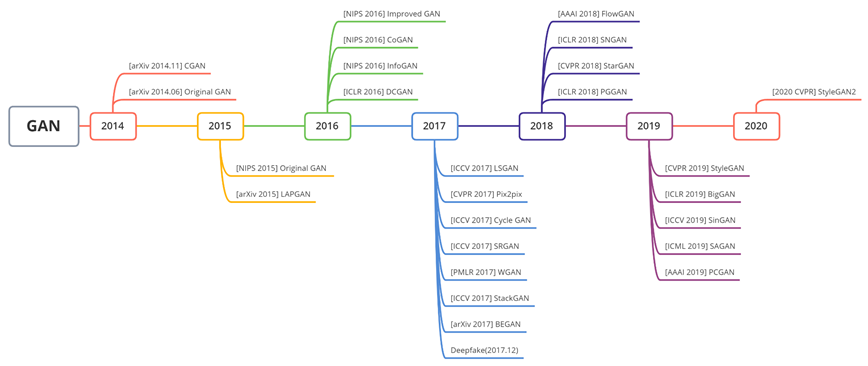 GAN
2014
[arXiv 2014.11] CGAN
[arXiv 2014.06] Original GAN
2015
[NIPS 2015] Original GAN
[arXiv 2015] LAPGAN
2016
[NIPS 2016] Improved GAN
[NIPS 2016] CoGAN
[NIPS 2016] InfoGAN
[ICLR 2016] DCGAN
2017
[ICCV 2017] LSGAN
[CVPR 2017] Pix2pix
[ICCV 2017] Cycle GAN
[ICCV 2017] SRGAN
[PMLR 2017] WGAN
[ICCV 2017] StackGAN
[arXiv 2017] BEGAN
Deepfake(2017.12)
2018
[AAAI 2018] FlowGAN
[ICLR 2018] SNGAN
[CVPR 2018] StarGAN
[ICLR 2018] PGGAN
2019
[CVPR 2019] StyleGAN
[ICLR 2019] BigGAN
[ICCV 2019] SinGAN
[ICML 2019] SAGAN
[AAAI 2019] PCGAN
2020
[2020 CVPR] StyleGAN2